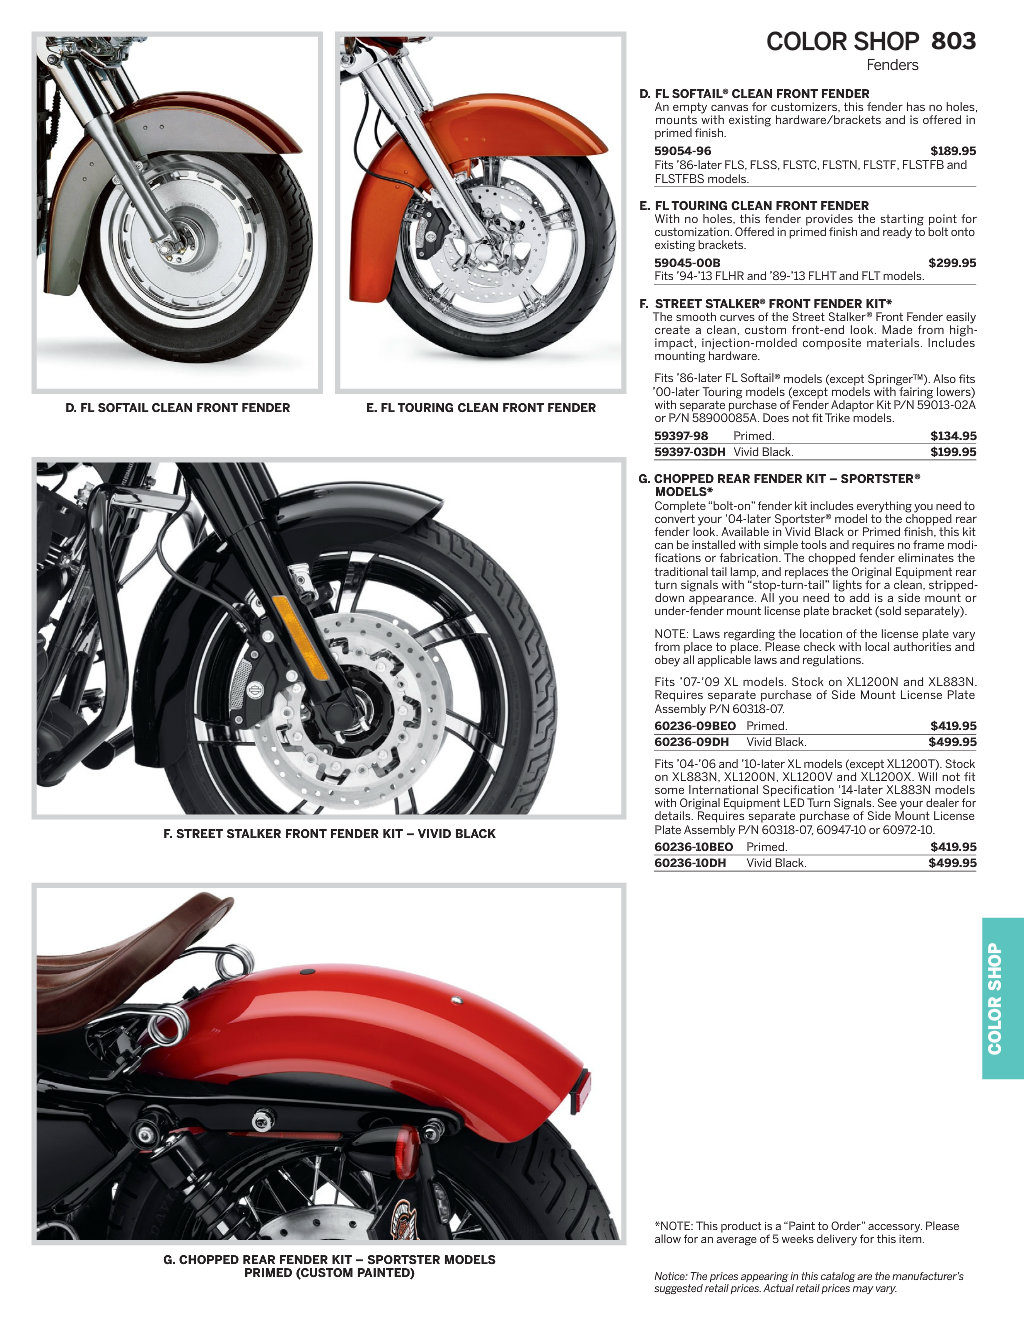 COLOR SHOP 803
Fenders
D. FL SOFTAIL® CLEAN FRONT FENDER
An empty canvas for customizers, this fender has no holes,
mounts with existing hardware/brackets and is offered in
primed finish.
59054-96 $189.95
Fits ’86-later FLS, FLSS, FLSTC, FLSTN, FLSTF, FLSTFB and
FLSTFBS models.
E. FL TOURING CLEAN FRONT FENDER
With no holes, this fender provides the starting point for
customization. Offered in primed finish and ready to bolt onto
existing brackets.
59045-00B $299.95
Fits ’94-’13 FLHR and ’89-’13 FLHT and FLT models.
F. STREET STALKER® FRONT FENDER KIT*
The smooth curves of the Street Stalker® Front Fender easily
create a clean, custom front-end look. Made from high-
impact, injection-molded composite materials. Includes
mounting hardware.
Fits ’86-later FL Softail® models (except Springer™). Also fits
’00-later Touring models (except models with fairing lowers)
with separate purchase of Fender Adaptor Kit P/N 59013-02A
or P/N 58900085A. Does not fit Trike models.
59397-98 Primed. $134.95
59397-03DH Vivid Black. $199.95
G. CHOPPED REAR FENDER KIT – SPORTSTER®
MODELS*
Complete “bolt-on” fender kit includes everything you need to
convert your ’04-later Sportster® model to the chopped rear
fender look. Available in Vivid Black or Primed finish, this kit
can be installed with simple tools and requires no frame modi-
fications or fabrication. The chopped fender eliminates the
traditional tail lamp, and replaces the Original Equipment rear
turn signals with “stop-turn-tail” lights for a clean, stripped-
down appearance. All you need to add is a side mount or
under-fender mount license plate bracket (sold separately).
NOTE: Laws regarding the location of the license plate vary
from place to place. Please check with local authorities and
obey all applicable laws and regulations.
Fits ’07-’09 XL models. Stock on XL1200N and XL883N.
Requires separate purchase of Side Mount License Plate
Assembly P/N 60318-07.
60236-09BEO Primed. $419.95
60236-09DH Vivid Black. $499.95
Fits ’04-’06 and ’10-later XL models (except XL1200T). Stock
on XL883N, XL1200N, XL1200V and XL1200X. Will not fit
some International Specification ’14-later XL883N models
with Original Equipment LED Turn Signals. See your dealer for
details. Requires separate purchase of Side Mount License
Plate Assembly P/N 60318-07, 60947-10 or 60972-10.
60236-10BEO Primed. $419.95
60236-10DH Vivid Black. $499.95
D. FL SOFTAIL CLEAN FRONT FENDER
E. FL TOURING CLEAN FRONT FENDER
F. STREET STALKER FRONT FENDER KIT – VIVID BLACK
G. CHOPPED REAR FENDER KIT – SPORTSTER MODELS
PRIMED (CUSTOM PAINTED)
COLOR SHOP
*NOTE: This product is a “Paint to Order” accessory. Please
allow for an average of 5 weeks delivery for this item.
Notice: The prices appearing in this catalog are the manufacturer’s
suggested retail prices. Actual retail prices may vary.